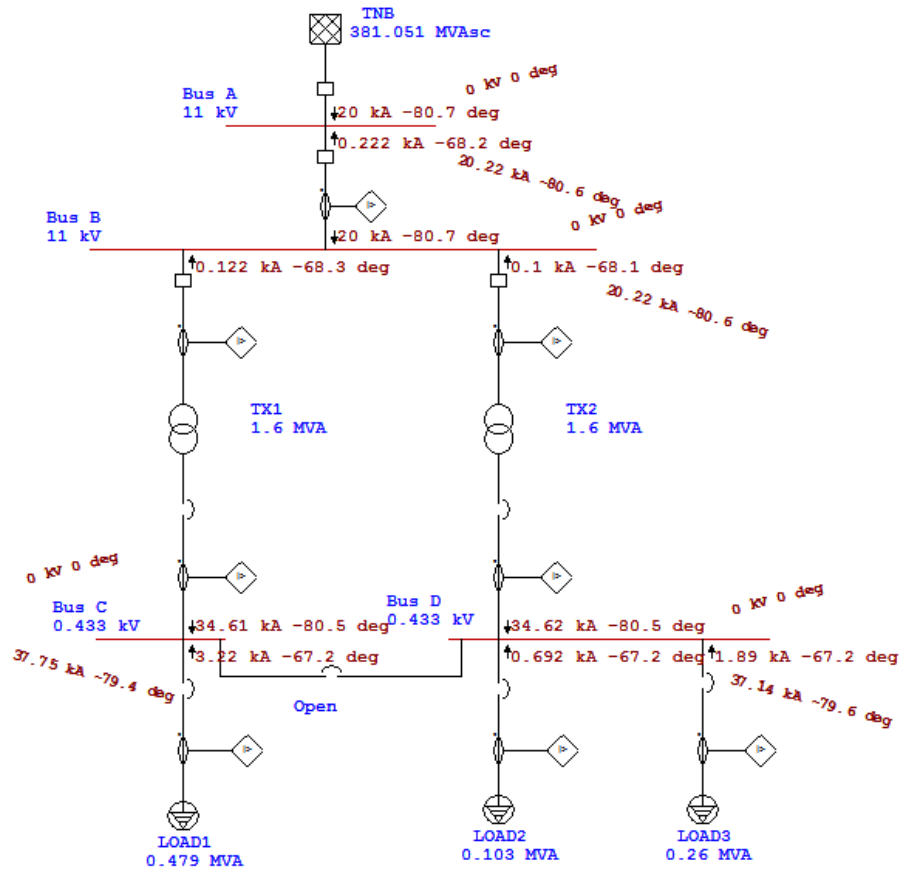 TNB
381.051 MVAsc
0 kV 0 deg
Bus A
11 kV
20 kA -80.7 deg
0.222 kA -68.2 deg
20.22 kA -80.6 deg
0 kV 0 deg
Bus B
11 kV
20 kA -80.7 deg
0.122 kA -68.3 deg
0.1 kA -68.1 deg
20.22 kA -80.6 deg
TX1
1.6 MVA
TX2
1.6 MVA
0 kV 0 deg
0 kV 0 deg
Bus C
0.433 kV
34.61 kA -80.5 deg
Bus D
0.433 kV
34.62 kA -80.5 deg
37.75 kA -79.4 deg
3.22 kA -67.2 deg
0.692 kA -67.2 deg
1.89 kA -67.2 deg
37.14 kA -79.6 deg
Open
LOAD1
0.479 MVA
LOAD2
0.103 MVA
LOAD3
0.26 MVA